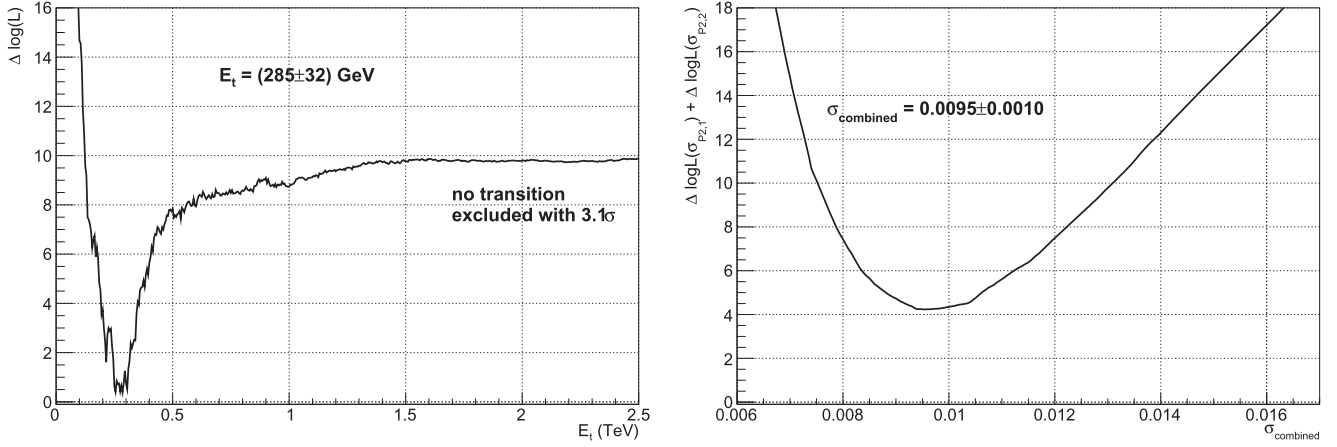 Δ log(L)
16
14
12
10
8
6
4
2
0
E_t = (285±32) GeV
no transition
excluded with 3.1σ
0 0.5 1 1.5 2 2.5
E_t (TeV)
Δ logL(σ_P2,1) + Δ logL(σ_P2,2)
18
16
14
12
10
8
6
4
2
0
σ_combined = 0.0095±0.0010
0.006 0.008 0.01 0.012 0.014 0.016
σ_combined